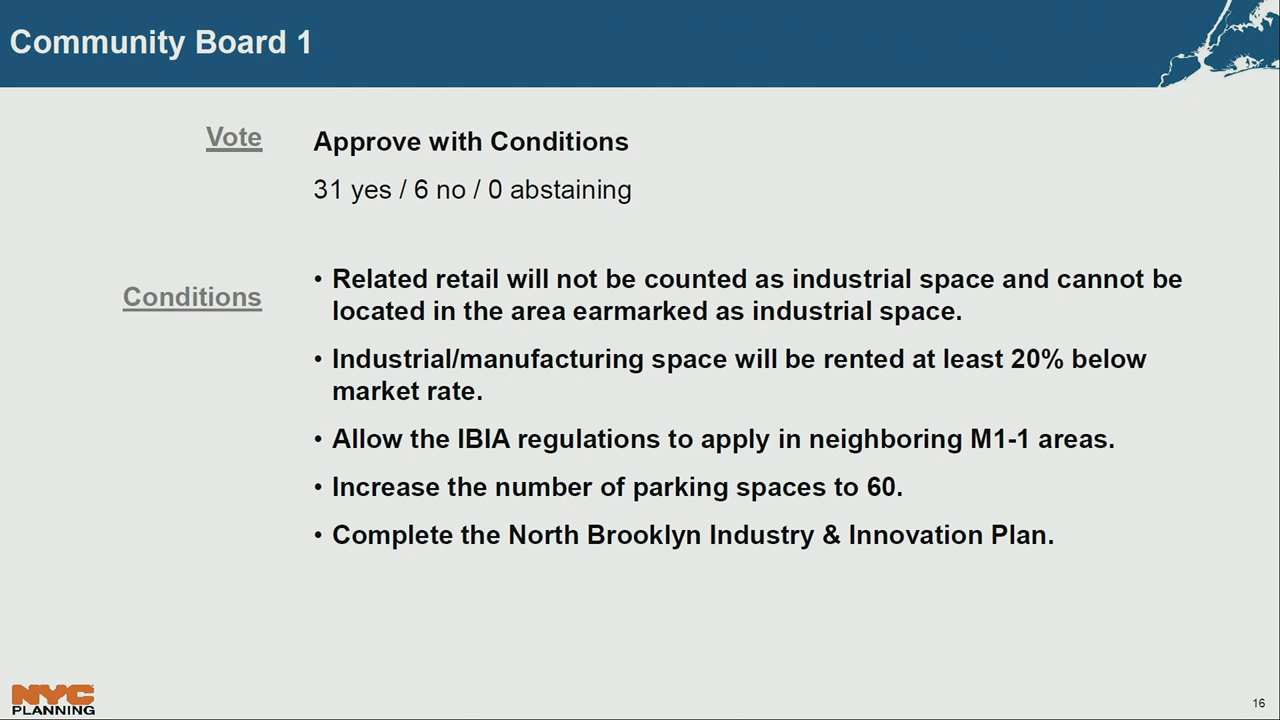 Community Board 1
Vote
Approve with Conditions
31 yes / 6 no / 0 abstaining
Conditions
• Related retail will not be counted as industrial space and cannot be
located in the area earmarked as industrial space.
• Industrial/manufacturing space will be rented at least 20% below
market rate.
• Allow the IBIA regulations to apply in neighboring M1-1 areas.
• Increase the number of parking spaces to 60.
• Complete the North Brooklyn Industry & Innovation Plan.
NYC
PLANNING
16